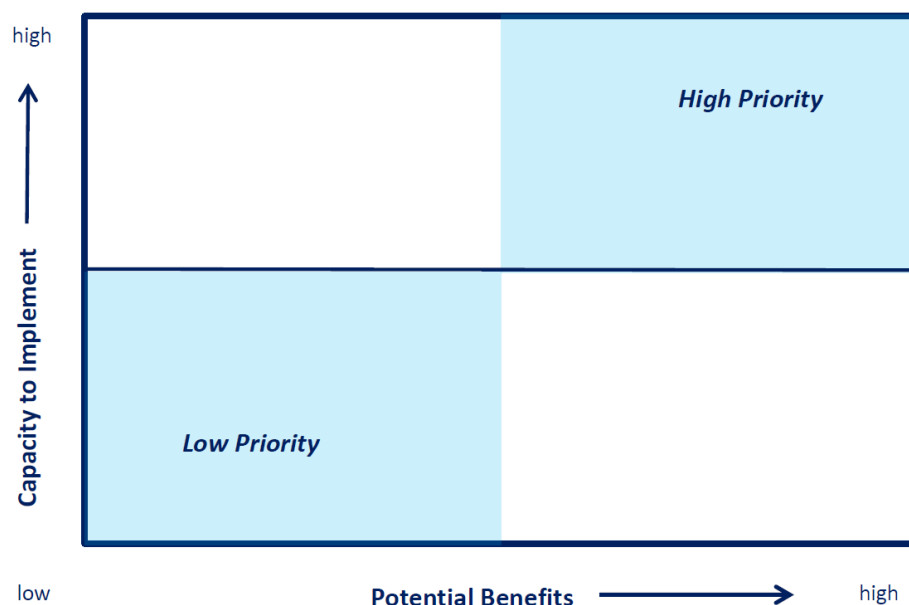 high
High Priority
Capacity to Implement
Low Priority
low
Potential Benefits
high